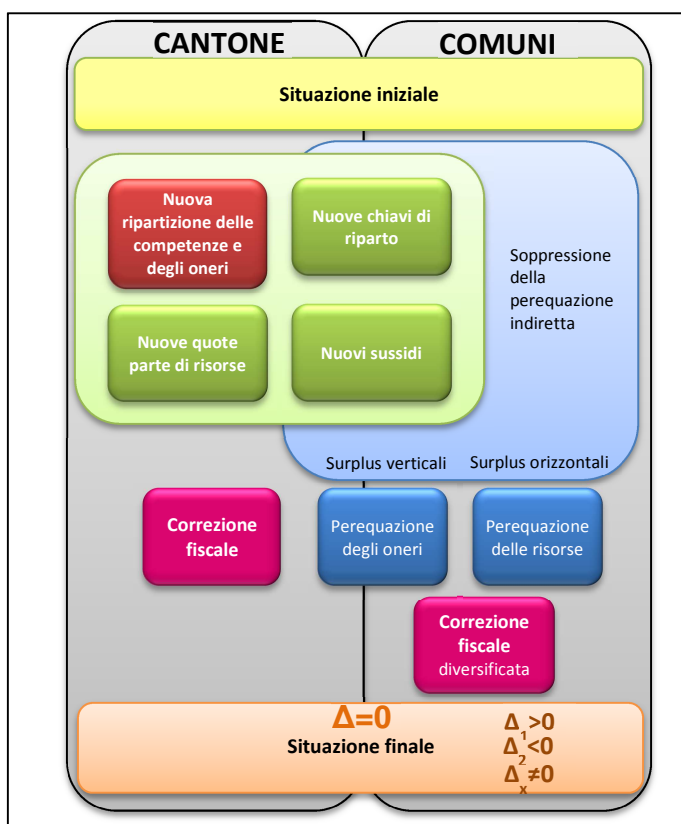 CANTONE
COMUNI
Situazione iniziale
Nuova
ripartizione delle
competenze e
degli oneri
Nuove chiavi di
riparto
Soppressione
della
perequazione
indiretta
Nuove quote
parte di risorse
Nuovi sussidi
Surplus verticali
Surplus orizzontali
Correzione
fiscale
Perequazione
degli oneri
Perequazione
delle risorse
Correzione
fiscale
diversificata
Δ=0
Situazione finale
Δ₁>0
Δ₂<0
Δₓ≠0